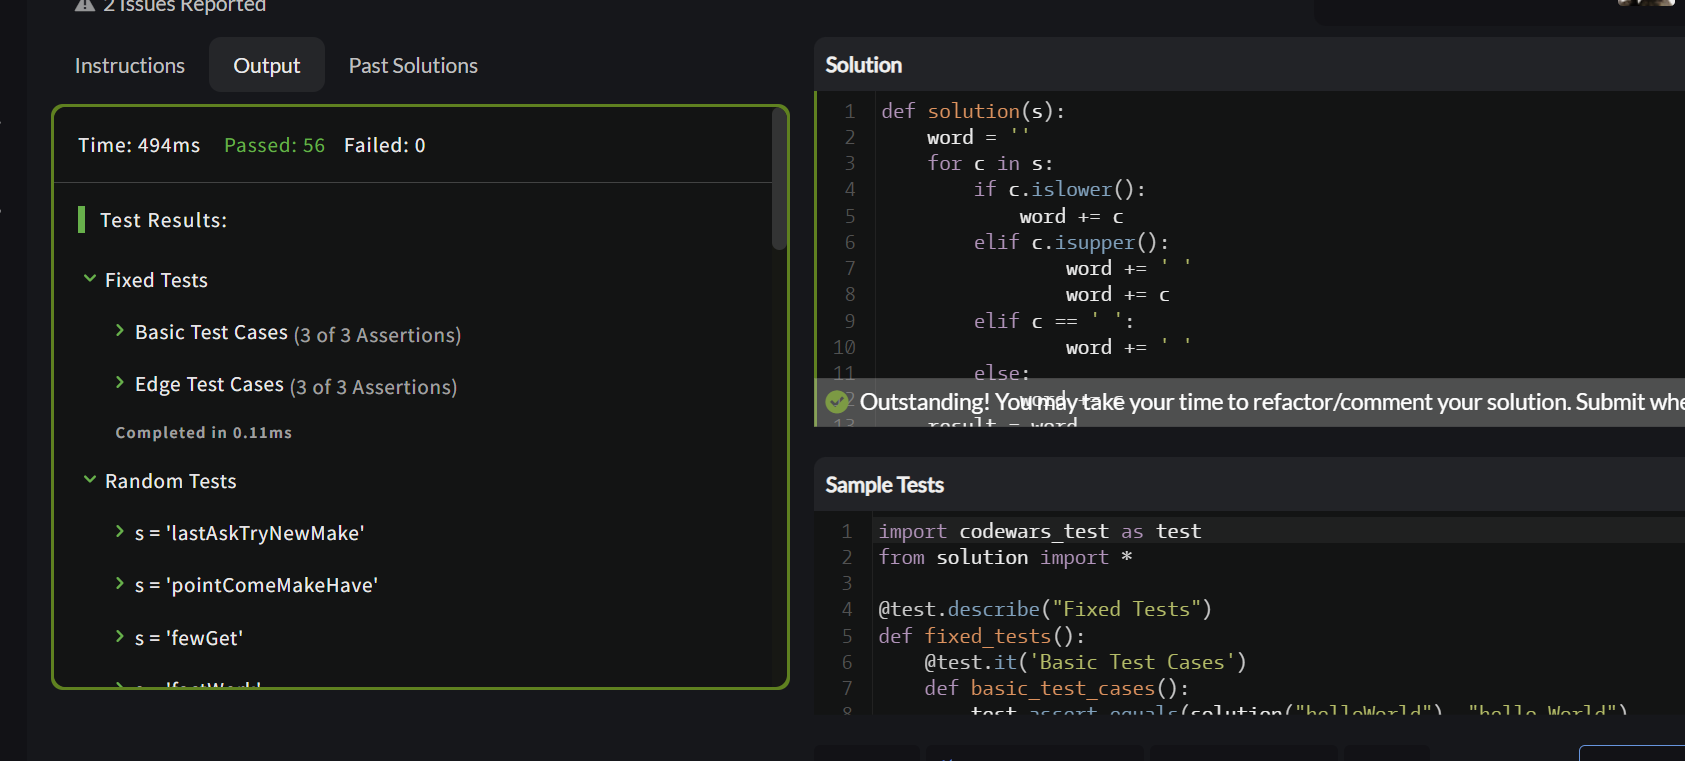 2 Issues Reported
Instructions
Output
Past Solutions
Time: 494ms Passed: 56 Failed: 0
Test Results:
Fixed Tests
Basic Test Cases (3 of 3 Assertions)
Edge Test Cases (3 of 3 Assertions)
Completed in 0.11ms
Random Tests
s = 'lastAskTryNewMake'
s = 'pointComeMakeHave'
s = 'fewGet'
Solution
1 def solution(s):
2     word = ''
3     for c in s:
4         if c.islower():
5             word += c
6         elif c.isupper():
7                 word += ' '
8                 word += c
9         elif c == ' ':
10                 word += ' '
11         else:
Outstanding! You may take your time to refactor/comment your solution. Submit whe
13     result = word
Sample Tests
1 import codewars_test as test
2 from solution import *
3
4 @test.describe("Fixed Tests")
5 def fixed_tests():
6     @test.it('Basic Test Cases')
7     def basic_test_cases():
8         test.assert_equals(solution("helloWorld"), "hello World")